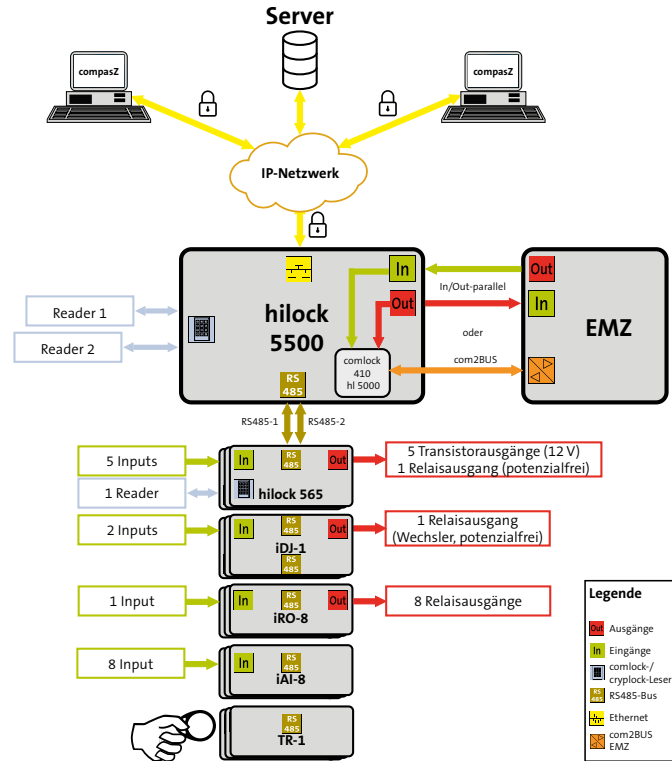 Server
compasZ
compasZ
IP-Netzwerk
In
Out
hilock
5500
In/Out-parallel
Out
In
EMZ
Reader 1
Reader 2
oder
comlock
410
hl 5000
com2BUS
RS
485
RS485-1
RS485-2
5 Inputs
1 Reader
In
RS
485
Out
hilock 565
5 Transistorausgänge (12 V)
1 Relaisausgang (potenzialfrei)
2 Inputs
In
RS
485
Out
iDJ-1
RS
485
1 Relaisausgang
(Wechsler, potenzialfrei)
1 Input
In
RS
485
Out
iRO-8
8 Relaisausgänge
8 Input
In
RS
485
iAI-8
RS
485
TR-1
Legende
Out Ausgänge
In Eingänge
comlock-/
cryplock-Leser
RS
485
RS485-Bus
Ethernet
com2BUS
EMZ